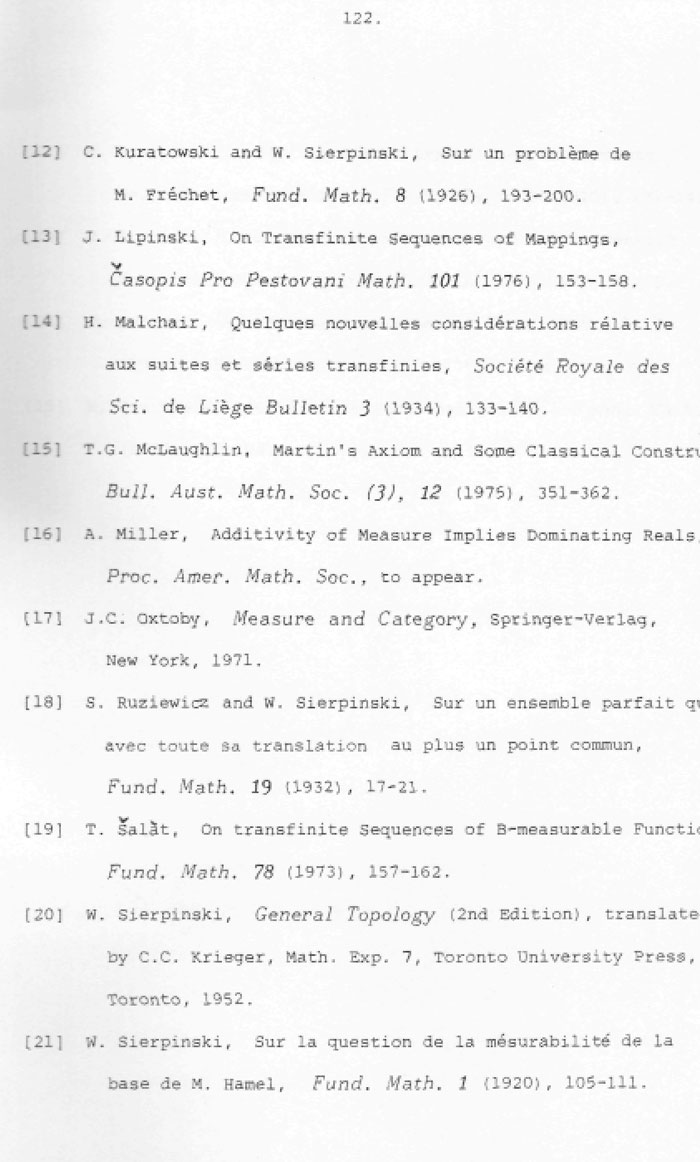 122.
[12] C. Kuratowski and W. Sierpinski, Sur un problème de
M. Fréchet, Fund. Math. 8 (1926), 193-200.
[13] J. Lipinski, On Transfinite Sequences of Mappings,
Časopis Pro Pestovani Math. 101 (1976), 153-158.
[14] H. Malchair, Quelques nouvelles considérations rélative
aux suites et séries transfinies, Société Royale des
Sci. de Liège Bulletin 3 (1934), 133-140.
[15] T.G. McLaughlin, Martin's Axiom and Some Classical Constru
Bull. Aust. Math. Soc. (3), 12 (1975), 351-362.
[16] A. Miller, Additivity of Measure Implies Dominating Reals,
Proc. Amer. Math. Soc., to appear.
[17] J.C. Oxtoby, Measure and Category, Springer-Verlag,
New York, 1971.
[18] S. Ruziewicz and W. Sierpinski, Sur un ensemble parfait qu
avec toute sa translation au plus un point commun,
Fund. Math. 19 (1932), 17-21.
[19] T. Šalàt, On transfinite Sequences of B-measurable Functio
Fund. Math. 78 (1973), 157-162.
[20] W. Sierpinski, General Topology (2nd Edition), translate
by C.C. Krieger, Math. Exp. 7, Toronto University Press,
Toronto, 1952.
[21] W. Sierpinski, Sur la question de la mésurabilité de la
base de M. Hamel, Fund. Math. 1 (1920), 105-111.